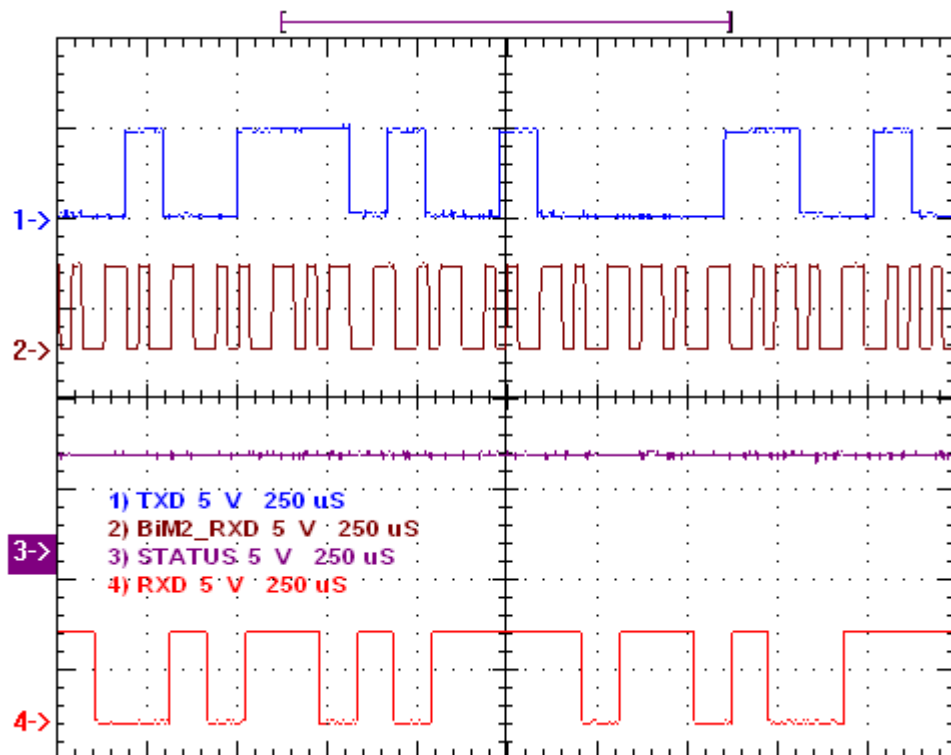 1->
2->
3->
1) TXD 5 V 250 uS
2) BiM2_RXD 5 V 250 uS
3) STATUS 5 V 250 uS
4) RXD 5 V 250 uS
4->